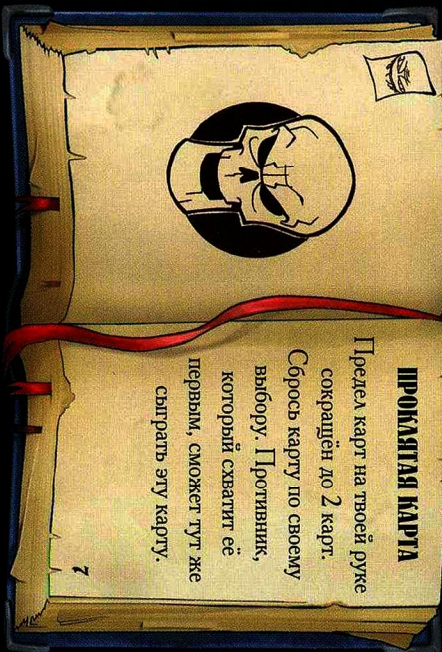 ПРОКЛЯТАЯ КАРТА
Предел карт на твоей руке
сокращён до 2 карт.
Сбрось карту по своему
выбору. Противник,
который схватит её
первым, сможет тут же
сыграть эту карту.
7